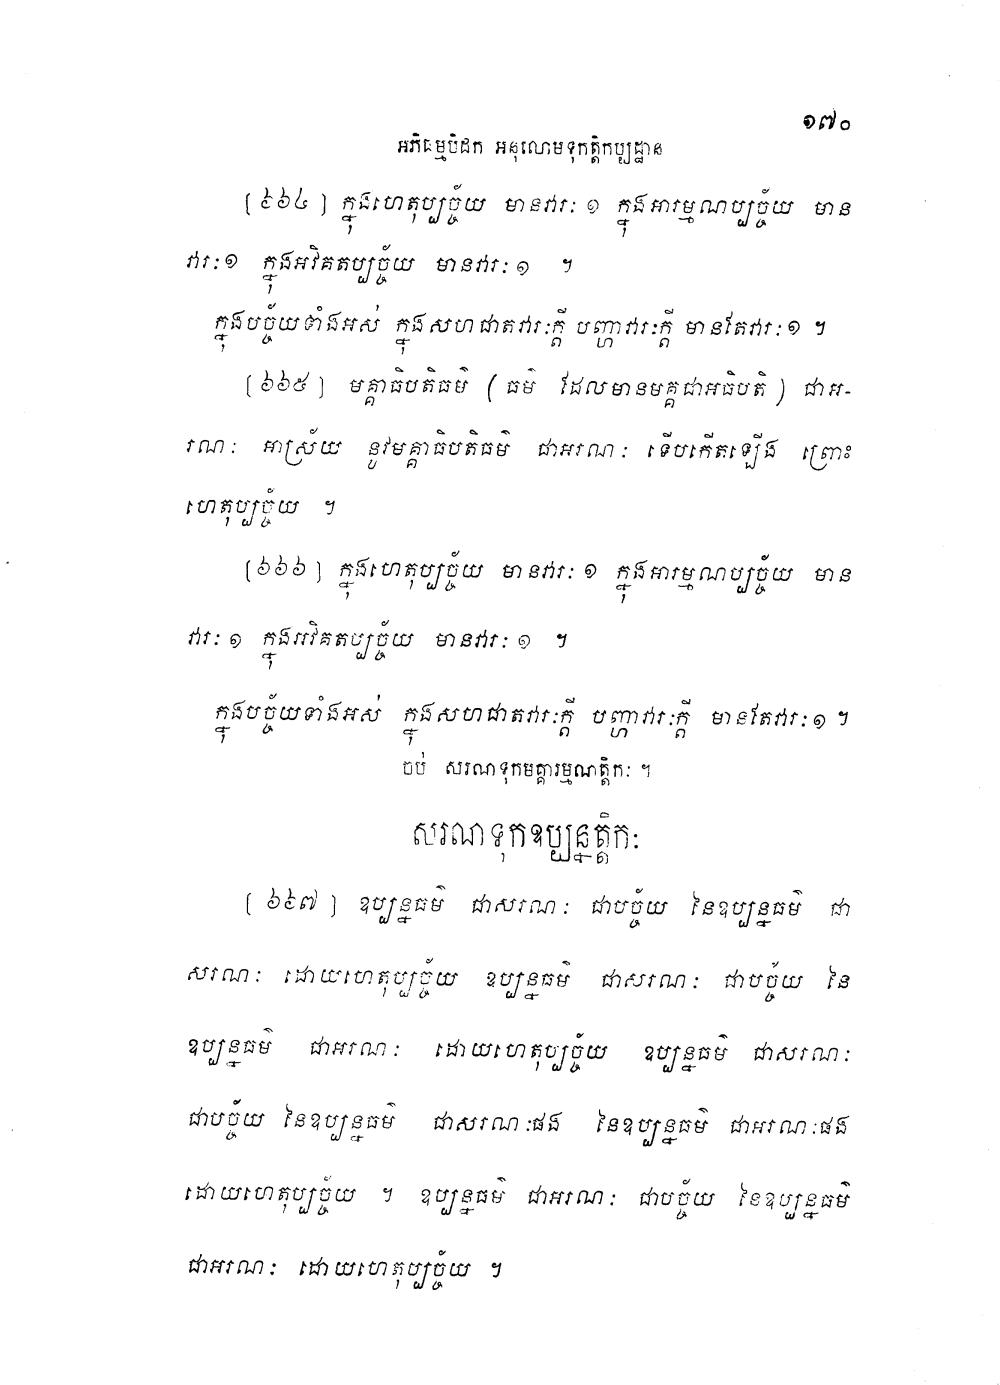 ១៧០
អភិធម្មបិដក អនុលោមទុកត្តិកប្បដ្ឋាន
[៩៦៤] ក្នុងហេតុប្បច្ច័យ មានវារៈ ១ ក្នុងអារម្មណប្បច្ច័យ មាន
វារៈ ១ ក្នុងអវិគតប្បច្ច័យ មានវារៈ ១ ។
ក្នុងបច្ច័យទាំងអស់ ក្នុងសហជាតវារៈក្តី បញ្ហាវារៈក្តី មានតែវារៈ ១ ។
[៦៦៥] មគ្គាធិបតិធម៌ (ធម៌ ដែលមានមគ្គជាអធិបតី) ជាអ-
រណៈ អាស្រ័យ នូវមគ្គាធិបតិធម៌ ជាអរណៈ ទើបកើតឡើង ព្រោះ
ហេតុប្បច្ច័យ ។
[៦៦៦] ក្នុងហេតុប្បច្ច័យ មានវារៈ ១ ក្នុងអារម្មណប្បច្ច័យ មាន
វារៈ ១ ក្នុងអវិគតប្បច្ច័យ មានវារៈ ១ ។
ក្នុងបច្ច័យទាំងអស់ ក្នុងសហជាតវារៈក្តី បញ្ហាវារៈក្តី មានតែវារៈ ១ ។
ចប់ សរណទុកមគ្គារម្មណត្តិកៈ ។
សរណទុកឧប្បន្នត្តិកៈ
[៦៩៧] ឧប្បន្នធម៌ ជាសរណៈ ជាបច្ច័យ នៃឧប្បន្នធម៌ ជា
សរណៈ ដោយហេតុប្បច្ច័យ ឧប្បន្នធម៌ ជាសរណៈ ជាបច្ច័យ នៃ
ឧប្បន្នធម៌ ជាអរណៈ ដោយហេតុប្បច្ច័យ ឧប្បន្នធម៌ ជាសរណៈ
ជាបច្ច័យ នៃឧប្បន្នធម៌ ជាសរណៈផង នៃឧប្បន្នធម៌ ជាអរណៈផង
ដោយហេតុប្បច្ច័យ ។ ឧប្បន្នធម៌ ជាអរណៈ ជាបច្ច័យ នៃឧប្បន្នធម៌
ជាអរណៈ ដោយហេតុប្បច្ច័យ ។